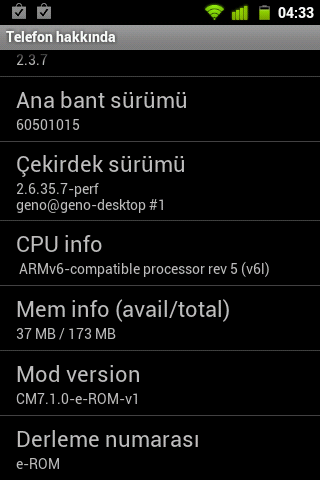 04:33
Telefon hakkında
2.3.7
Ana bant sürümü
60501015
Çekirdek sürümü
2.6.35.7-perf
geno@geno-desktop #1
CPU info
ARMv6-compatible processor rev 5 (v6l)
Mem info (avail/total)
37 MB / 173 MB
Mod version
CM7.1.0-e-ROM-v1
Derleme numarası
e-ROM